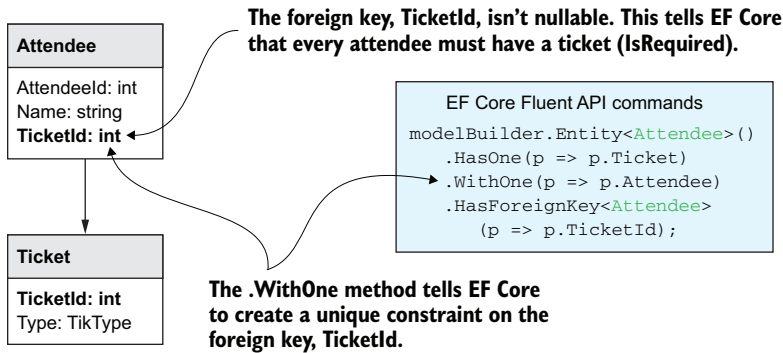 The foreign key, TicketId, isn't nullable. This tells EF Core
that every attendee must have a ticket (IsRequired).
Attendee
AttendeeId: int
Name: string
TicketId: int
EF Core Fluent API commands
modelBuilder.Entity<Attendee>()
.HasOne(p => p.Ticket)
.WithOne(p => p.Attendee)
.HasForeignKey<Attendee>
(p => p.TicketId);
Ticket
TicketId: int
Type: TikType
The .WithOne method tells EF Core
to create a unique constraint on the
foreign key, TicketId.